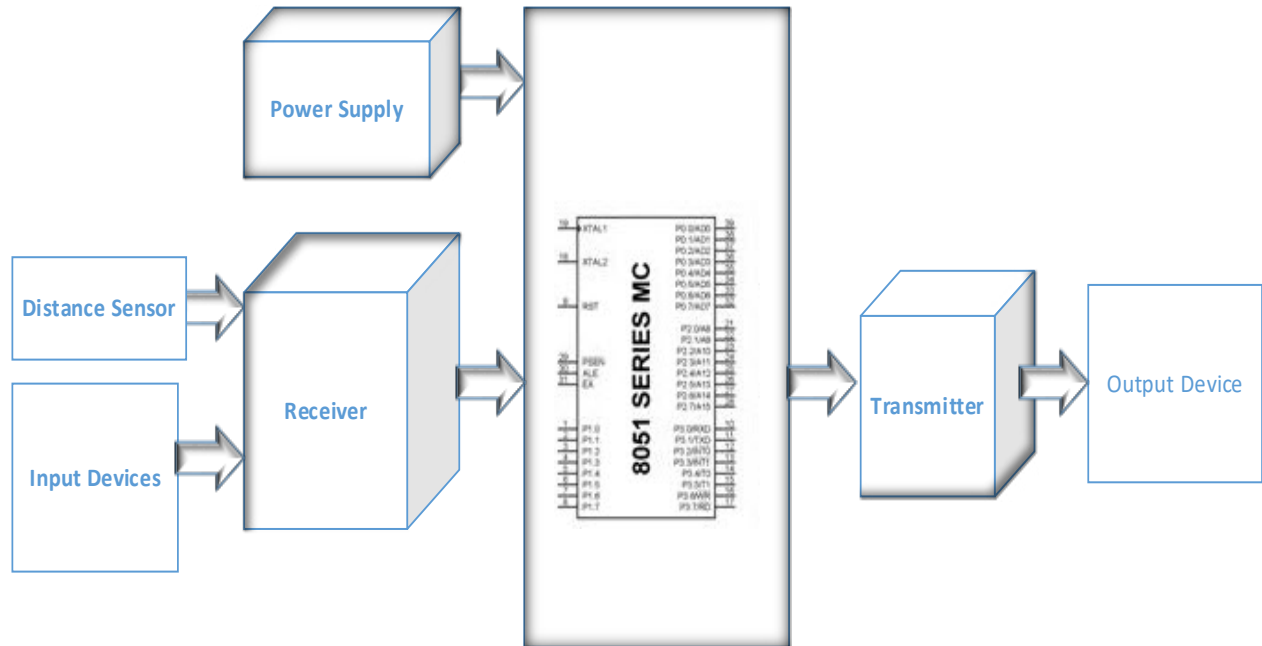 Power Supply
Distance Sensor
Input Devices
Receiver
8051 SERIES MC
XTAL1
XTAL2
RST
PSEN
ALE
EA
P1.0
P1.1
P1.2
P1.3
P1.4
P1.5
P1.6
P1.7
P0.0/AD0
P0.1/AD1
P0.2/AD2
P0.3/AD3
P0.4/AD4
P0.5/AD5
P0.6/AD6
P0.7/AD7
P2.0/A8
P2.1/A9
P2.2/A10
P2.3/A11
P2.4/A12
P2.5/A13
P2.6/A14
P2.7/A15
P3.0/RXD
P3.1/TXD
P3.2/INT0
P3.3/INT1
P3.4/T0
P3.5/T1
P3.6/WR
P3.7/RD
Transmitter
Output Device